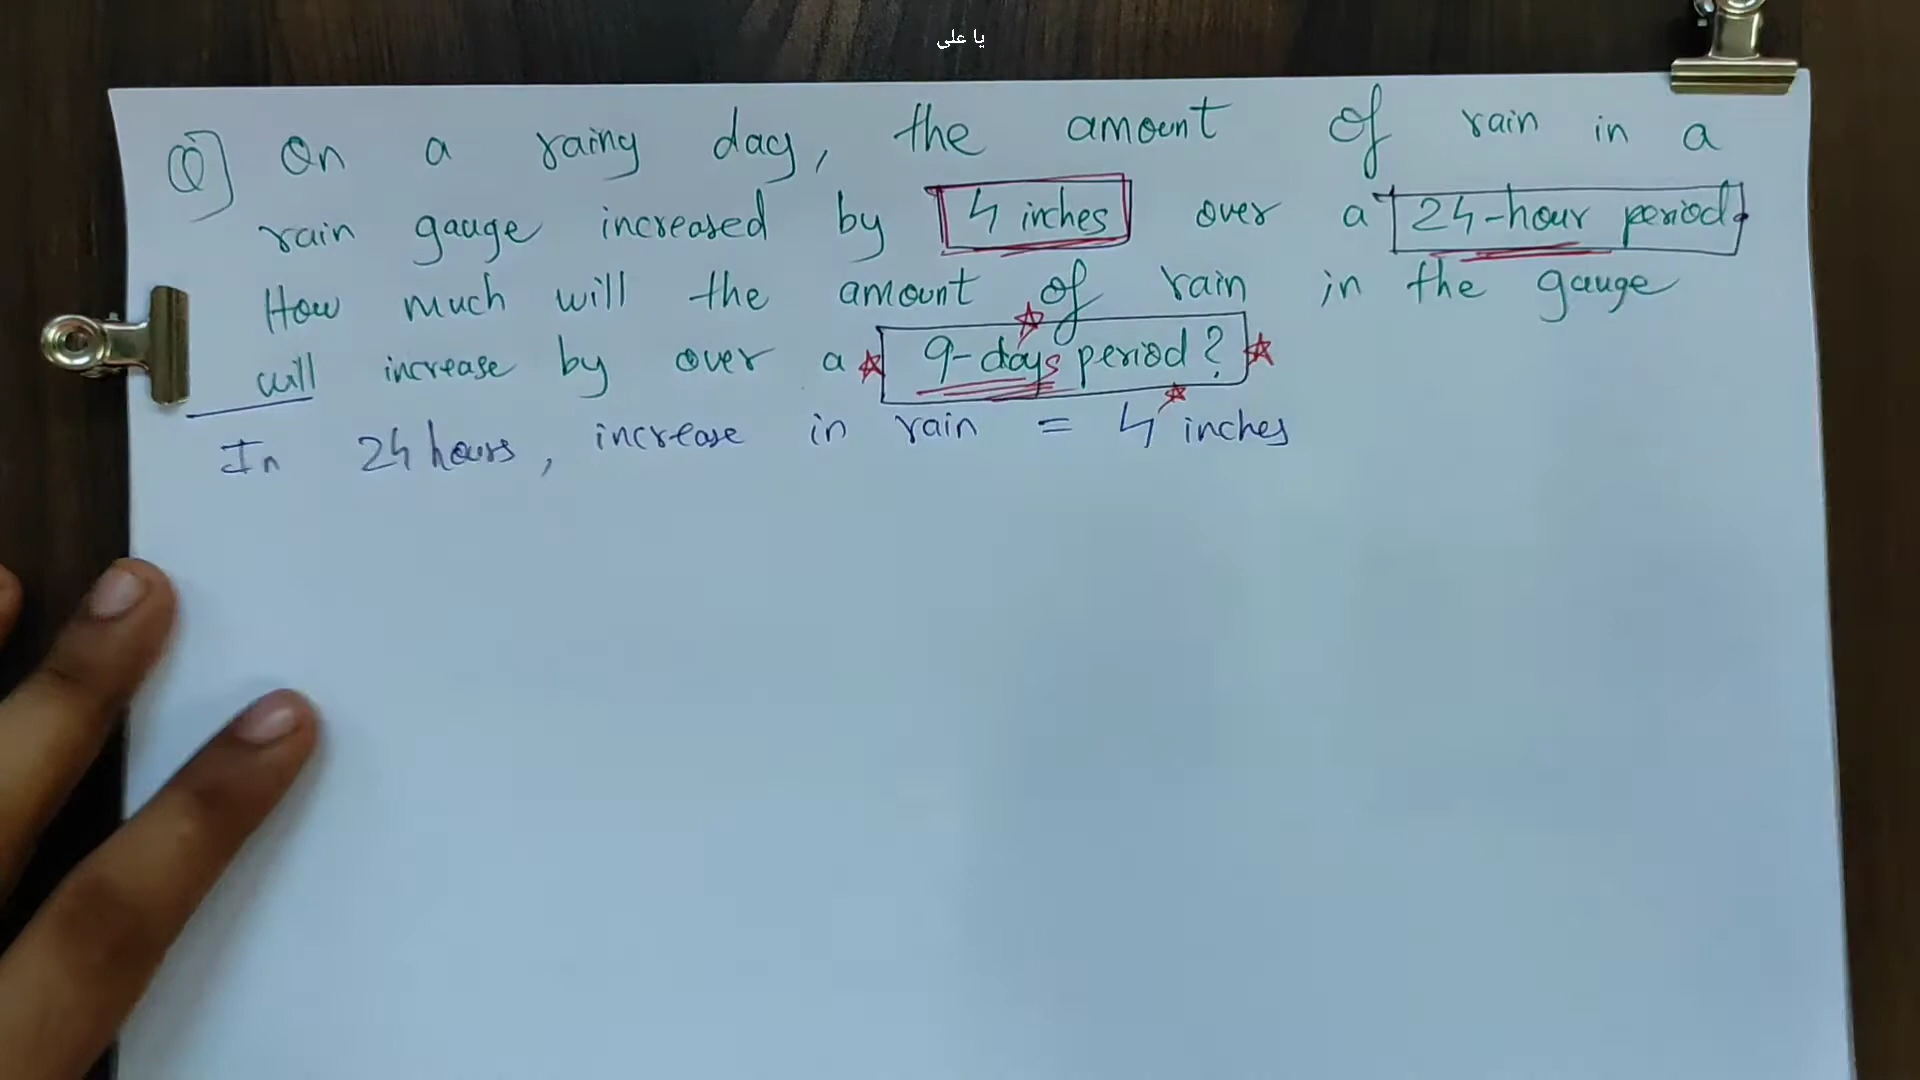 يا على
Q] On a rainy day, the amount of rain in a
rain gauge increased by 4 inches over a 24-hour period.
How much will the amount of rain in the gauge
will increase by over a 9-days period?
In 24 hours, increase in rain = 4 inches